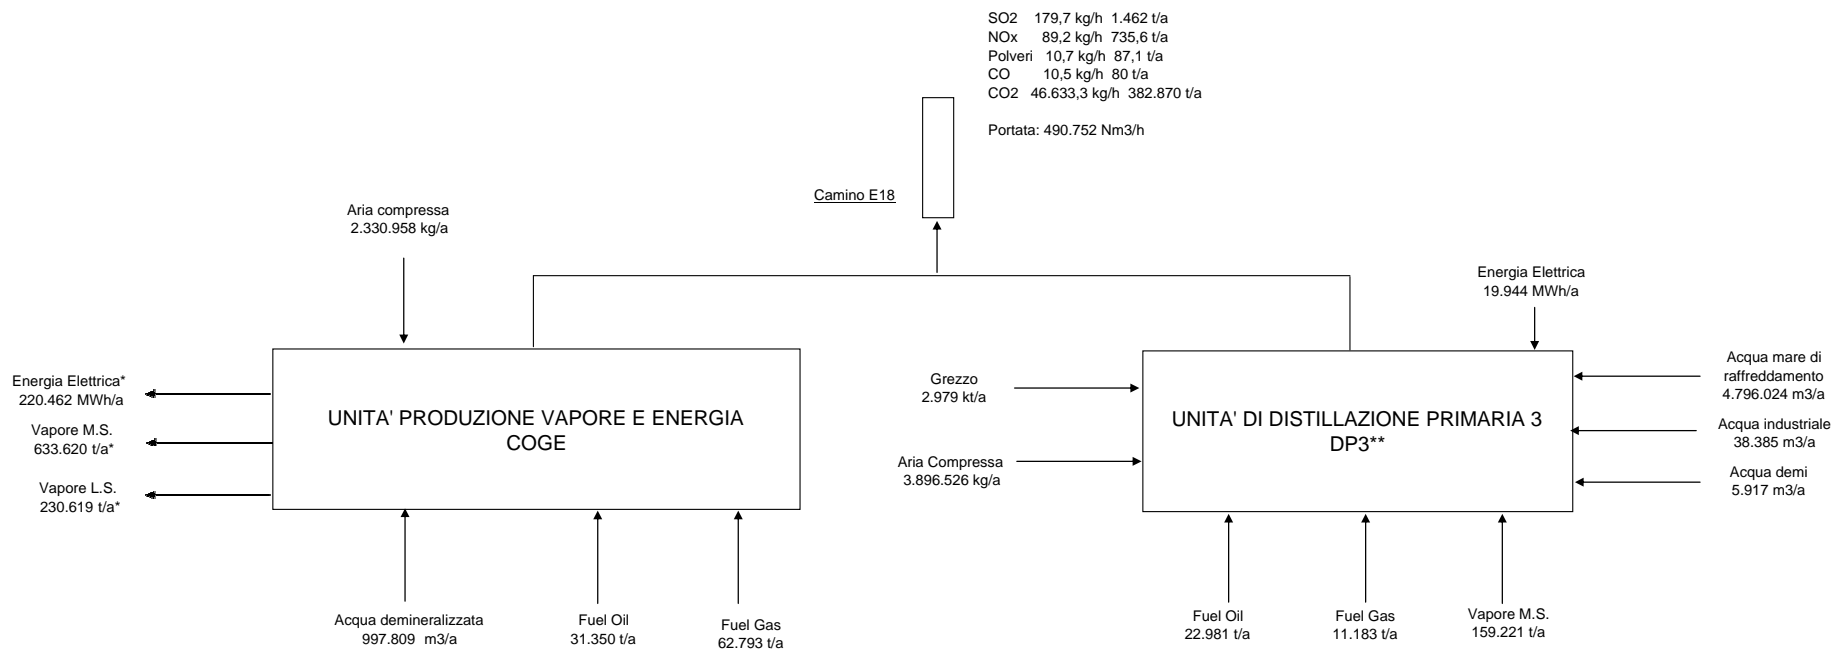 SO2 179,7 kg/h 1.462 t/a
NOx 89,2 kg/h 735,6 t/a
Polveri 10,7 kg/h 87,1 t/a
CO 10,5 kg/h 80 t/a
CO2 46.633,3 kg/h 382.870 t/a
Portata: 490.752 Nm3/h
Camino E18
Aria compressa
2.330.958 kg/a
Energia Elettrica
19.944 MWh/a
Energia Elettrica*
220.462 MWh/a
Vapore M.S.
633.620 t/a*
Vapore L.S.
230.619 t/a*
UNITA' PRODUZIONE VAPORE E ENERGIA
COGE
Grezzo
2.979 kt/a
Aria Compressa
3.896.526 kg/a
UNITA' DI DISTILLAZIONE PRIMARIA 3
DP3**
Acqua mare di
raffreddamento
4.796.024 m3/a
Acqua industriale
38.385 m3/a
Acqua demi
5.917 m3/a
Acqua demineralizzata
997.809 m3/a
Fuel Oil
31.350 t/a
Fuel Gas
62.793 t/a
Fuel Oil
22.981 t/a
Fuel Gas
11.183 t/a
Vapore M.S.
159.221 t/a